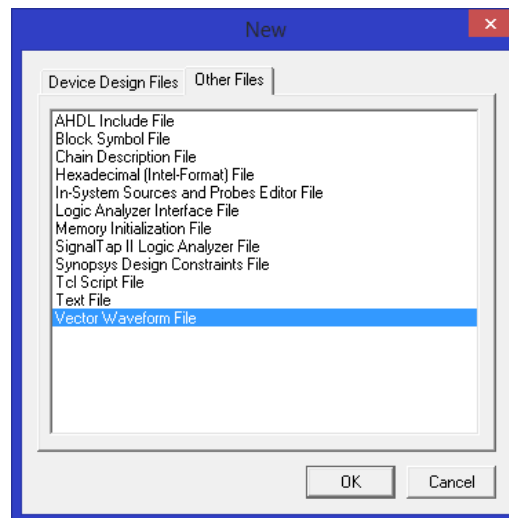 New
Device Design Files Other Files
AHDL Include File
Block Symbol File
Chain Description File
Hexadecimal (Intel-Format) File
In-System Sources and Probes Editor File
Logic Analyzer Interface File
Memory Initialization File
SignalTap II Logic Analyzer File
Synopsys Design Constraints File
Tcl Script File
Text File
Vector Waveform File
OK Cancel